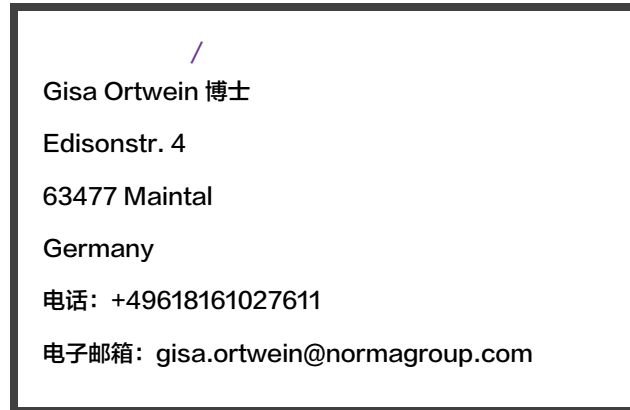 /
Gisa Ortwein 博士
Edisonstr. 4
63477 Maintal
Germany
电话：+49618161027611
电子邮箱：gisa.ortwein@normagroup.com